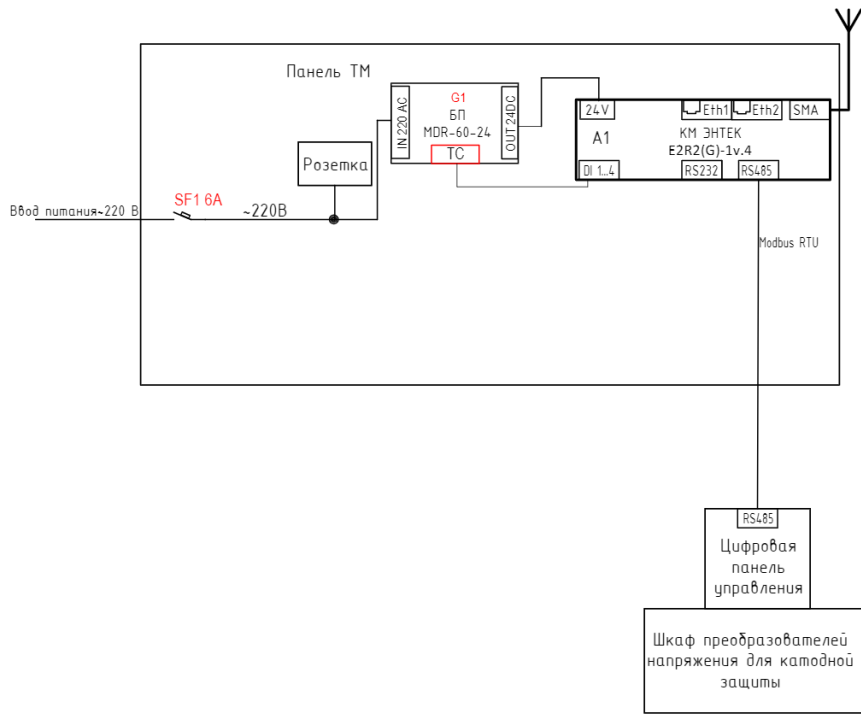 Панель ТМ
IN 220 AC
G1
БП
MDR-60-24
TC
OUT 24DC
24V
Eth1
Eth2
SMA
A1
КМ ЭНТЕК
E2R2(G)-1v.4
DI 1...4
RS232
RS485
Розетка
Ввод питания~220 В
SF1 6A
~220В
Modbus RTU
RS485
Цифровая
панель
управления
Шкаф преобразователей
напряжения для катодной
защиты